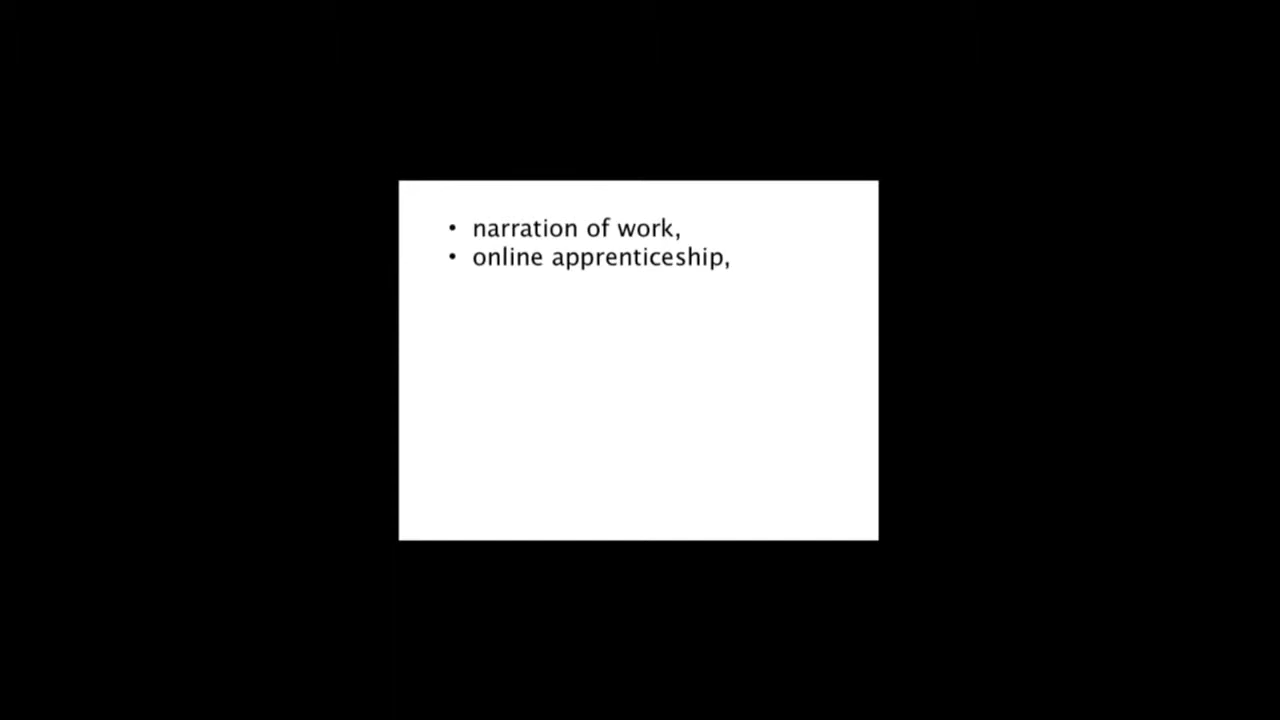 • narration of work,
• online apprenticeship,